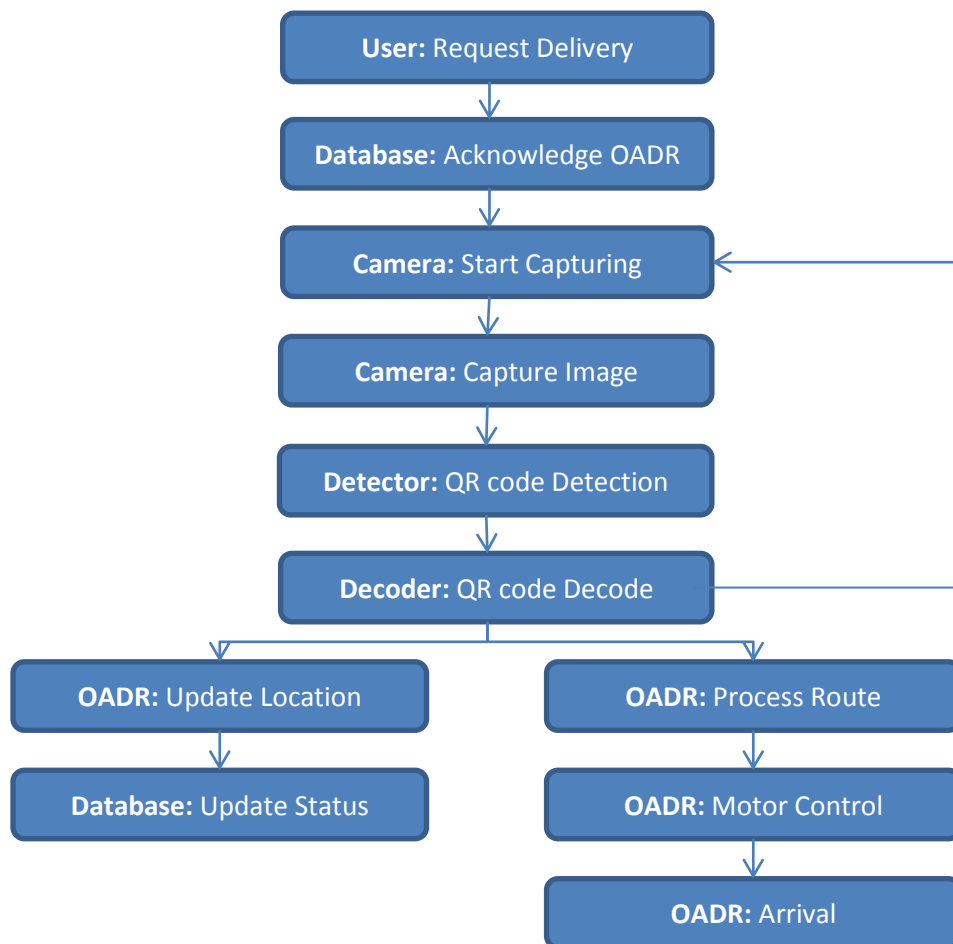 User: Request Delivery
Database: Acknowledge OADR
Camera: Start Capturing
Camera: Capture Image
Detector: QR code Detection
Decoder: QR code Decode
OADR: Update Location
OADR: Process Route
Database: Update Status
OADR: Motor Control
OADR: Arrival